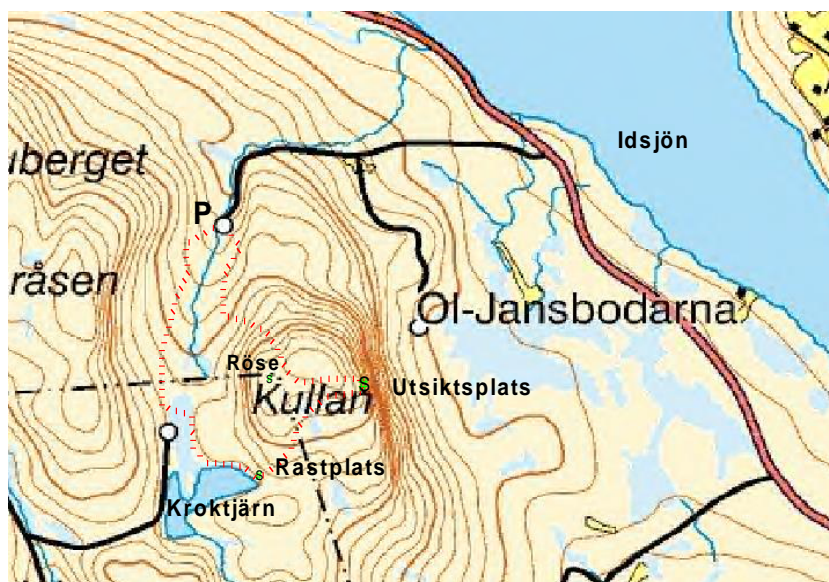 Idsjön
uberget
P
råsen
Ol-Jansbodarna
Röse
s
Kullan
S
Utsiktsplats
s
Rastplats
Kroktjärn